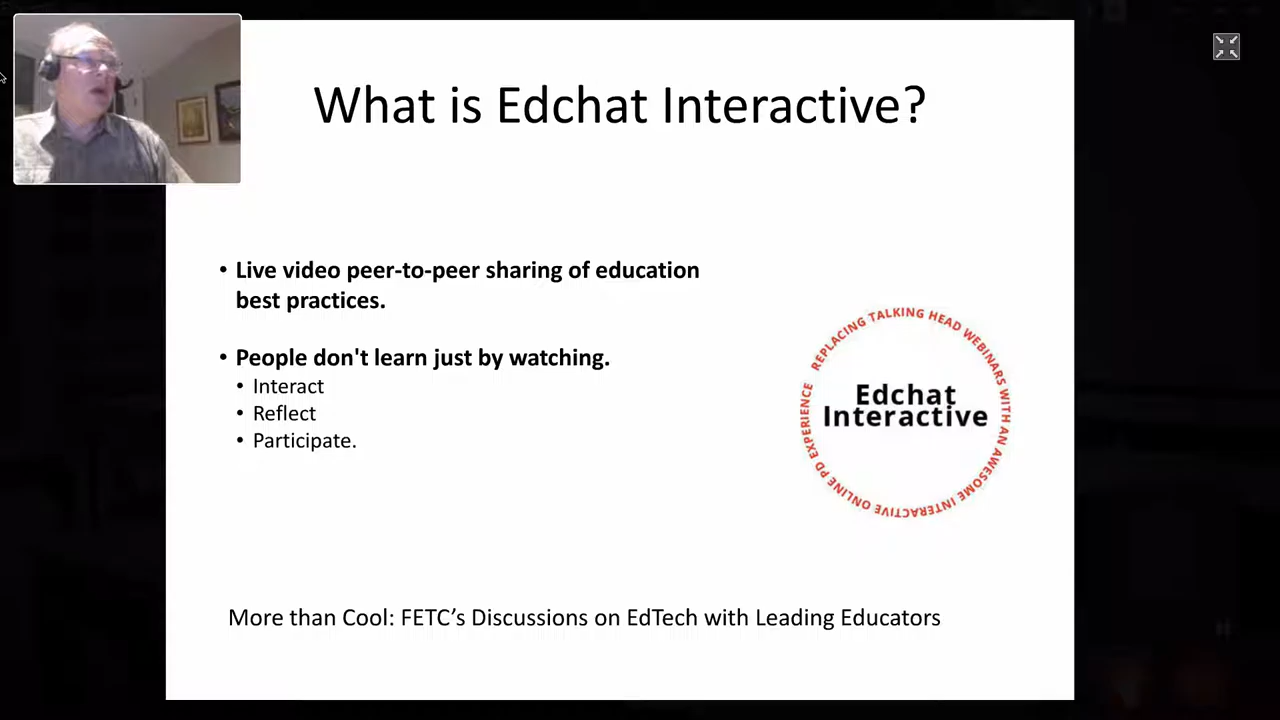 What is Edchat Interactive?
• Live video peer-to-peer sharing of education
best practices.
• People don't learn just by watching.
• Interact
• Reflect
• Participate.
REPLACING TALKING HEAD WEBINARS WITH AN AWESOME INTERACTIVE ONLINE PD EXPERIENCE
Edchat
Interactive
More than Cool: FETC’s Discussions on EdTech with Leading Educators